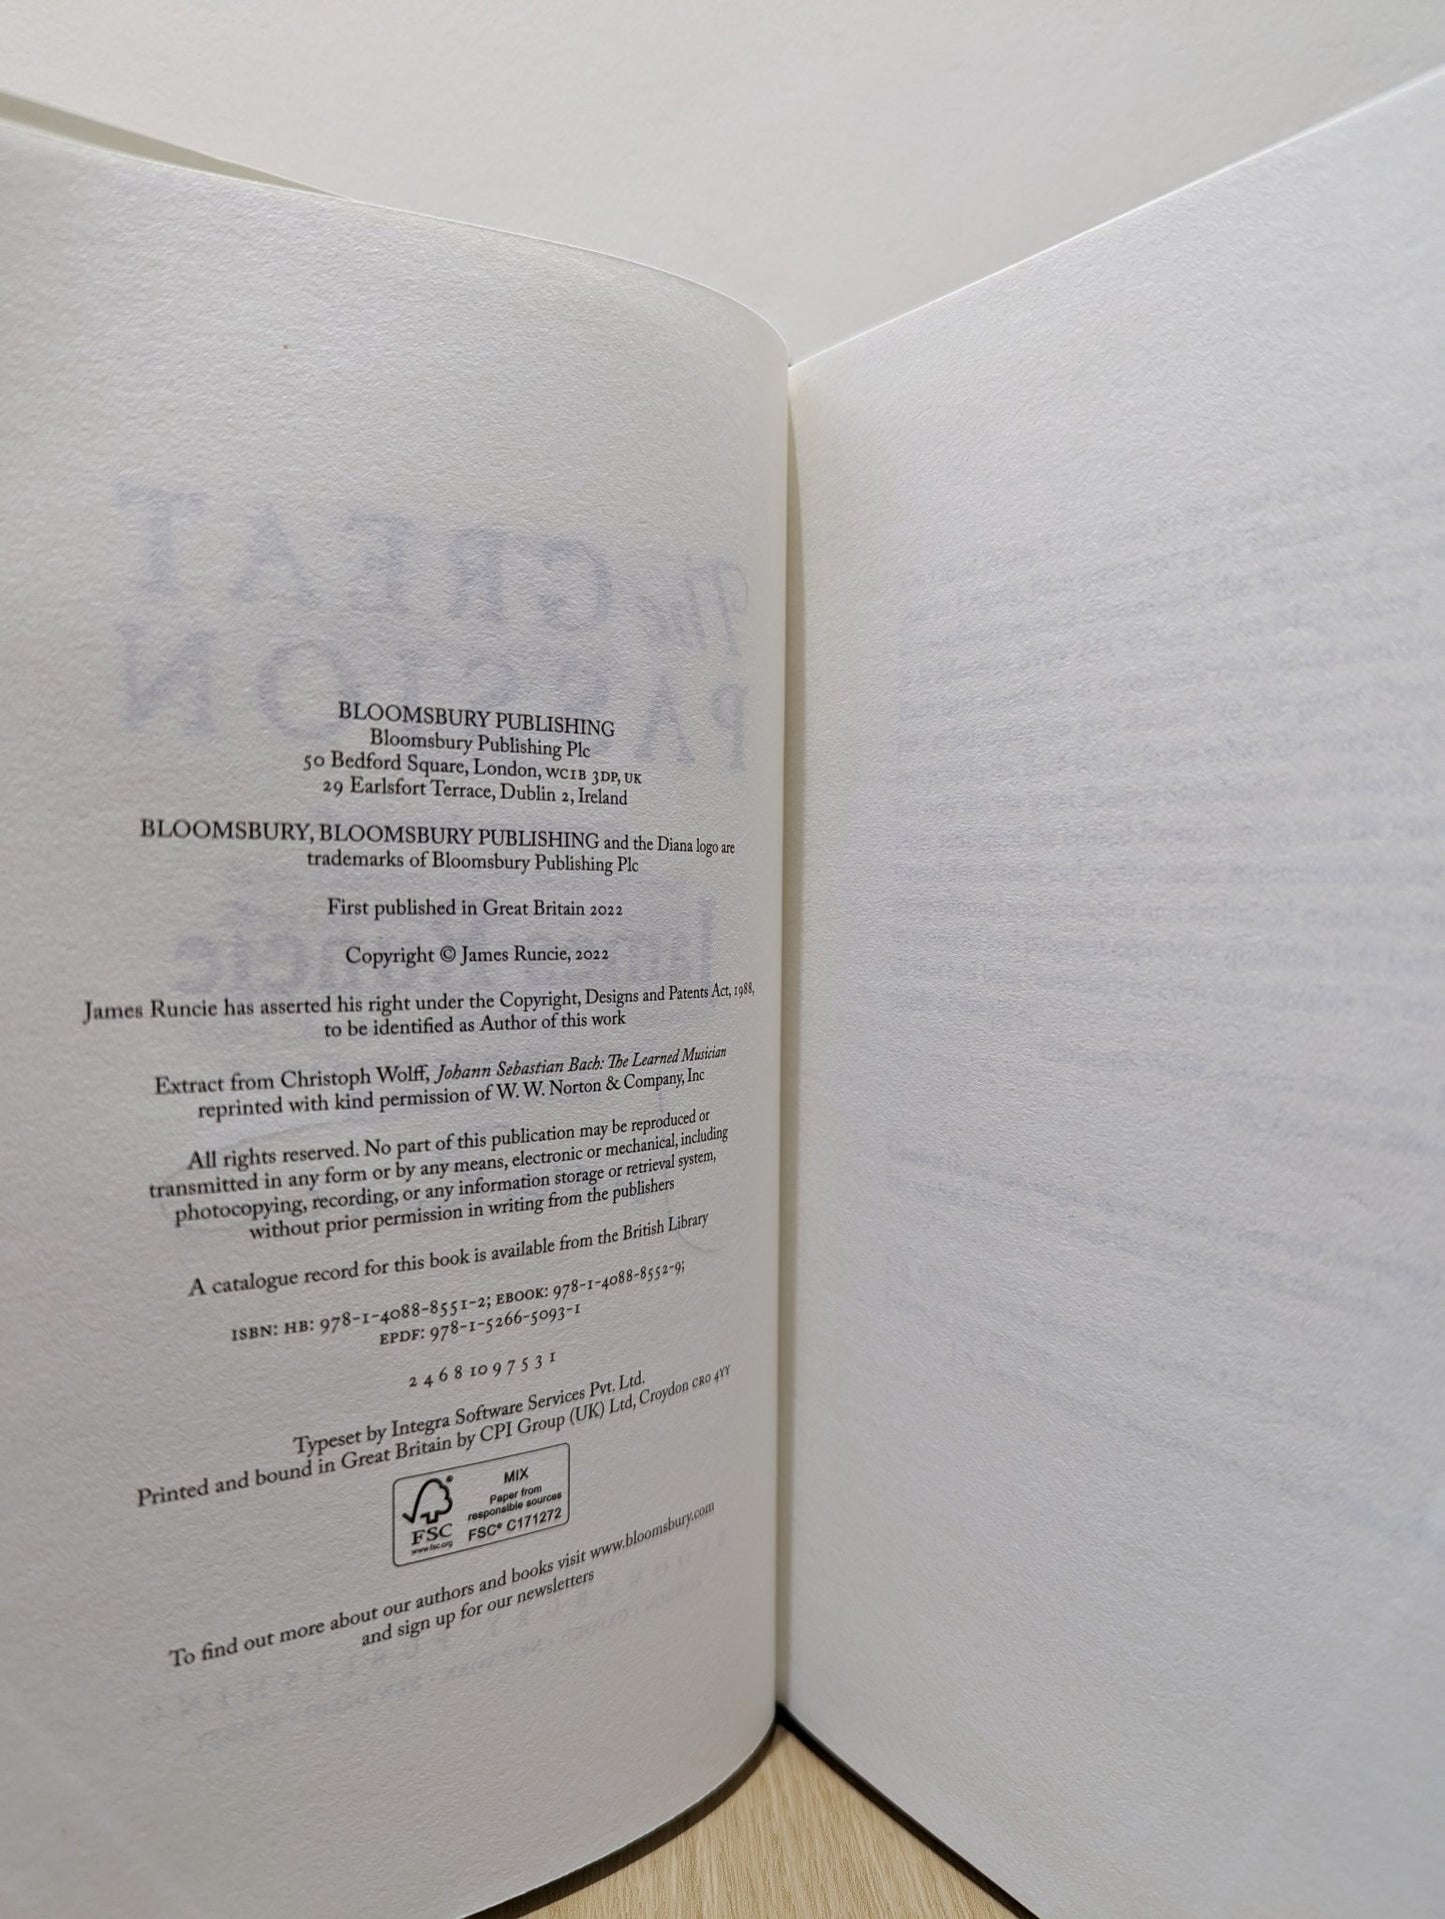 BLOOMSBURY PUBLISHING
Bloomsbury Publishing Plc
50 Bedford Square, London, WC1B 3DP, UK
29 Earlsfort Terrace, Dublin 2, Ireland
BLOOMSBURY, BLOOMSBURY PUBLISHING and the Diana logo are
trademarks of Bloomsbury Publishing Plc
First published in Great Britain 2022
Copyright © James Runcie, 2022
James Runcie has asserted his right under the Copyright, Designs and Patents Act, 1988,
to be identified as Author of this work
Extract from Christoph Wolff, Johann Sebastian Bach: The Learned Musician
reprinted with kind permission of W. W. Norton & Company, Inc
All rights reserved. No part of this publication may be reproduced or
transmitted in any form or by any means, electronic or mechanical, including
photocopying, recording, or any information storage or retrieval system,
without prior permission in writing from the publishers
A catalogue record for this book is available from the British Library
ISBN: HB: 978-1-4088-8551-2; EBOOK: 978-1-4088-8552-9;
EPDF: 978-1-5266-5093-1
2 4 6 8 10 9 7 5 3 1
Typeset by Integra Software Services Pvt. Ltd.
Printed and bound in Great Britain by CPI Group (UK) Ltd, Croydon CR0 4YY
FSC
www.fsc.org
MIX
Paper from
responsible sources
FSC® C171272
To find out more about our authors and books visit www.bloomsbury.com
and sign up for our newsletters
The GREAT
PASSION
James Runcie